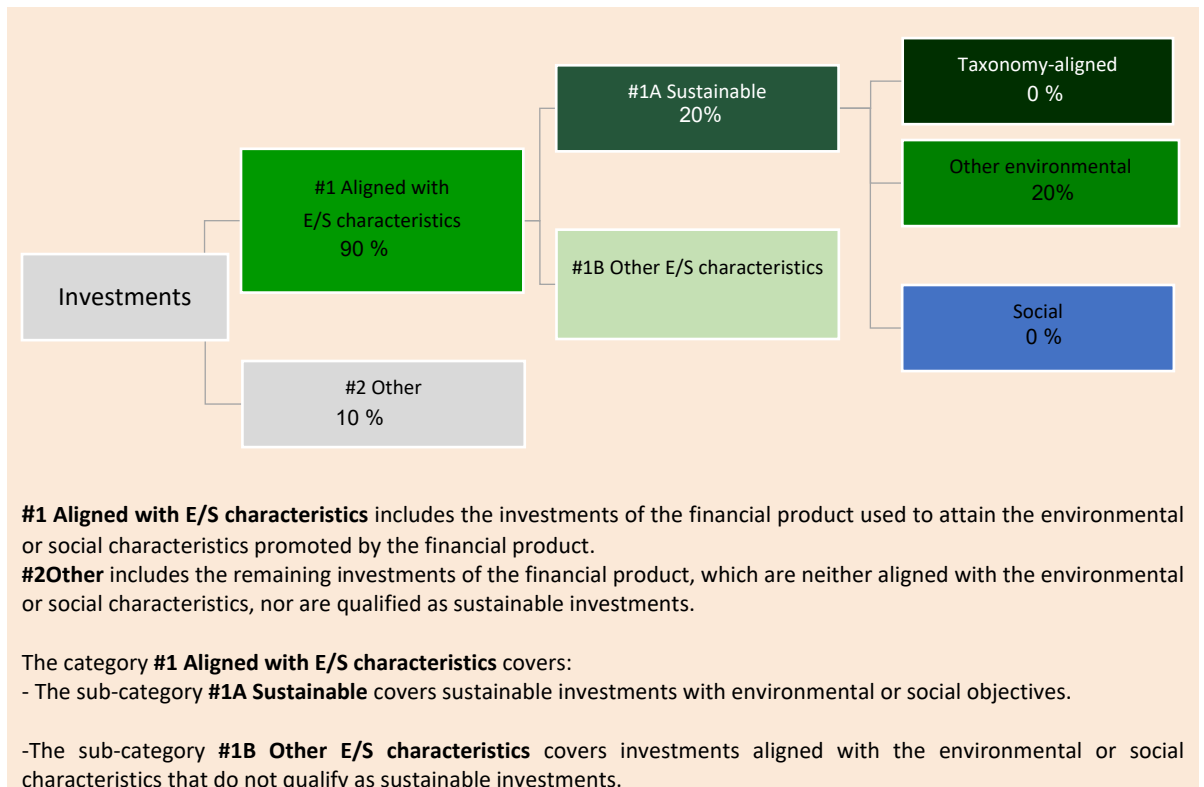 Taxonomy-aligned
0 %
#1A Sustainable
20%
Other environmental
20%
#1 Aligned with
E/S characteristics
90 %
#1B Other E/S characteristics
Investments
Social
0 %
#2 Other
10 %
#1 Aligned with E/S characteristics includes the investments of the financial product used to attain the environmental
or social characteristics promoted by the financial product.
#2Other includes the remaining investments of the financial product, which are neither aligned with the environmental
or social characteristics, nor are qualified as sustainable investments.
The category #1 Aligned with E/S characteristics covers:
- The sub-category #1A Sustainable covers sustainable investments with environmental or social objectives.
-The sub-category #1B Other E/S characteristics covers investments aligned with the environmental or social
characteristics that do not qualify as sustainable investments.